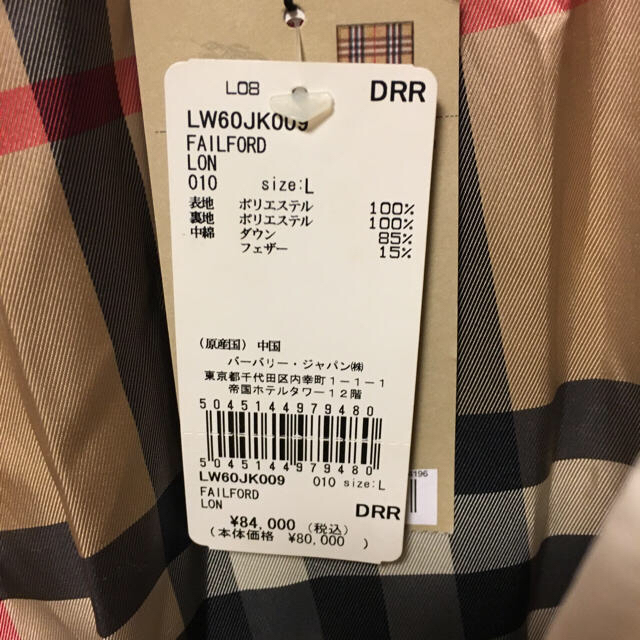 L08
DRR
LW60JK009
FAILFORD
LON
010 size:L
表地 ポリエステル 100%
裏地 ポリエステル 100%
中綿 ダウン 85%
フェザー 15%
(原産国) 中国
バーバリー・ジャパン㈱
東京都千代田区内幸町1-1-1
帝国ホテルタワー12階
5045144979480
5045144979480
LW60JK009 010 size:L
FAILFORD
LON
DRR
¥84,000 (税込)
(本体価格 ¥80,000 )
4196